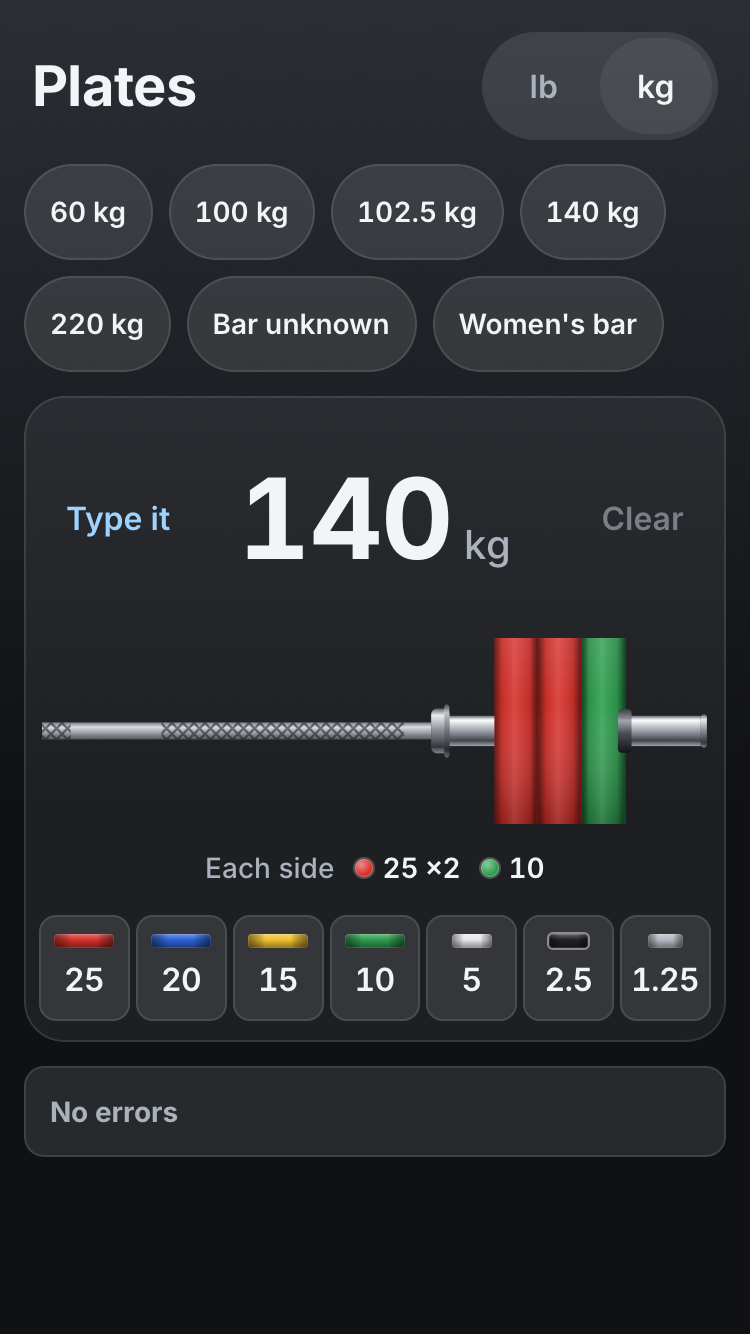 Plates
lb kg
60 kg 100 kg 102.5 kg 140 kg
220 kg Bar unknown Women's bar
Type it 140 kg Clear
Each side 25 ×2 10
25 20 15 10 5 2.5 1.25
No errors